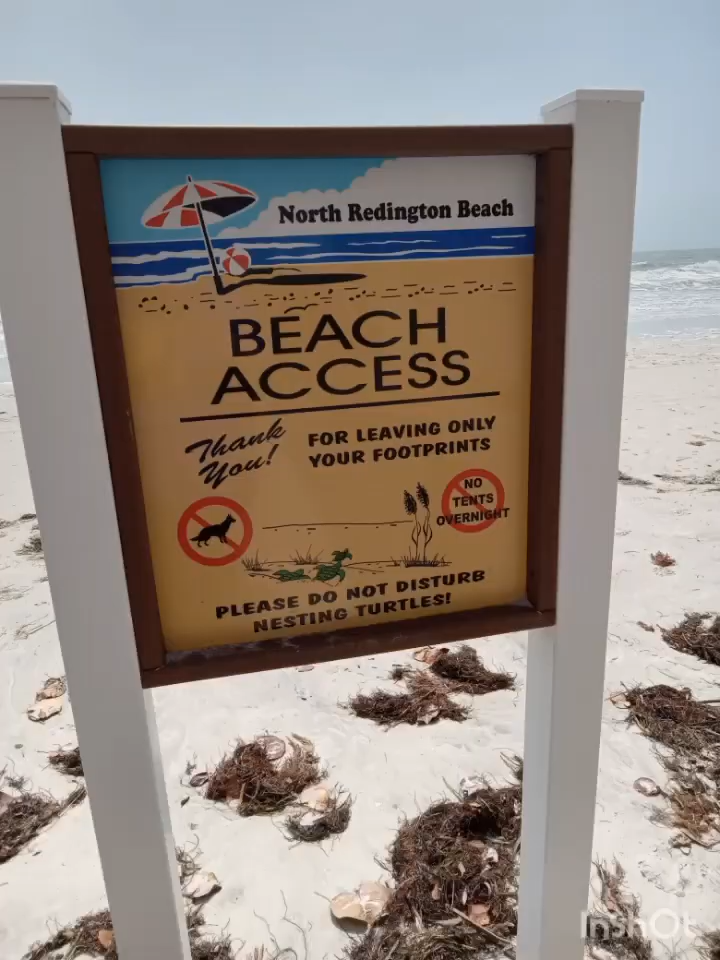 North Redington Beach
BEACH
ACCESS
Thank
You!
FOR LEAVING ONLY
YOUR FOOTPRINTS
NO
TENTS
OVERNIGHT
PLEASE DO NOT DISTURB
NESTING TURTLES!
InShOt